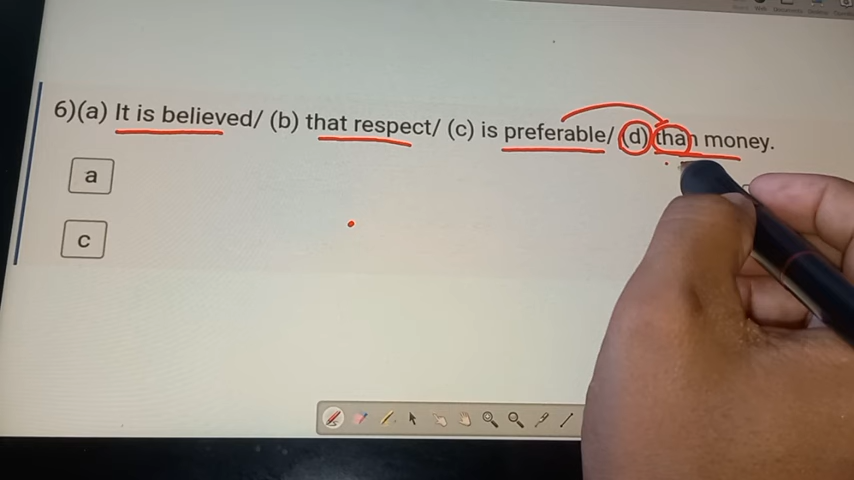 6)(a) It is believed/ (b) that respect/ (c) is preferable/ (d) than money.
a
c